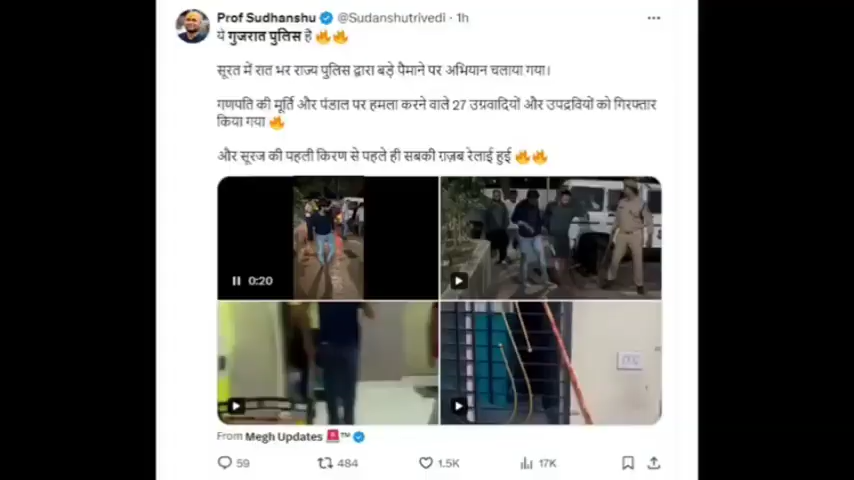 Prof Sudhanshu @Sudanshutrivedi · 1h
ये गुजरात पुलिस है 🔥🔥
सूरत में रात भर राज्य पुलिस द्वारा बड़े पैमाने पर अभियान चलाया गया।
गणपति की मूर्ति और पंडाल पर हमला करने वाले 27 उग्रवादियों और उपद्रवियों को गिरफ्तार
किया गया 🔥
और सूरज की पहली किरण से पहले ही सबकी ग़ज़ब रेलाई हुई 🔥🔥
0:20
From Megh Updates 🚨™
59 484 1.5K 17K